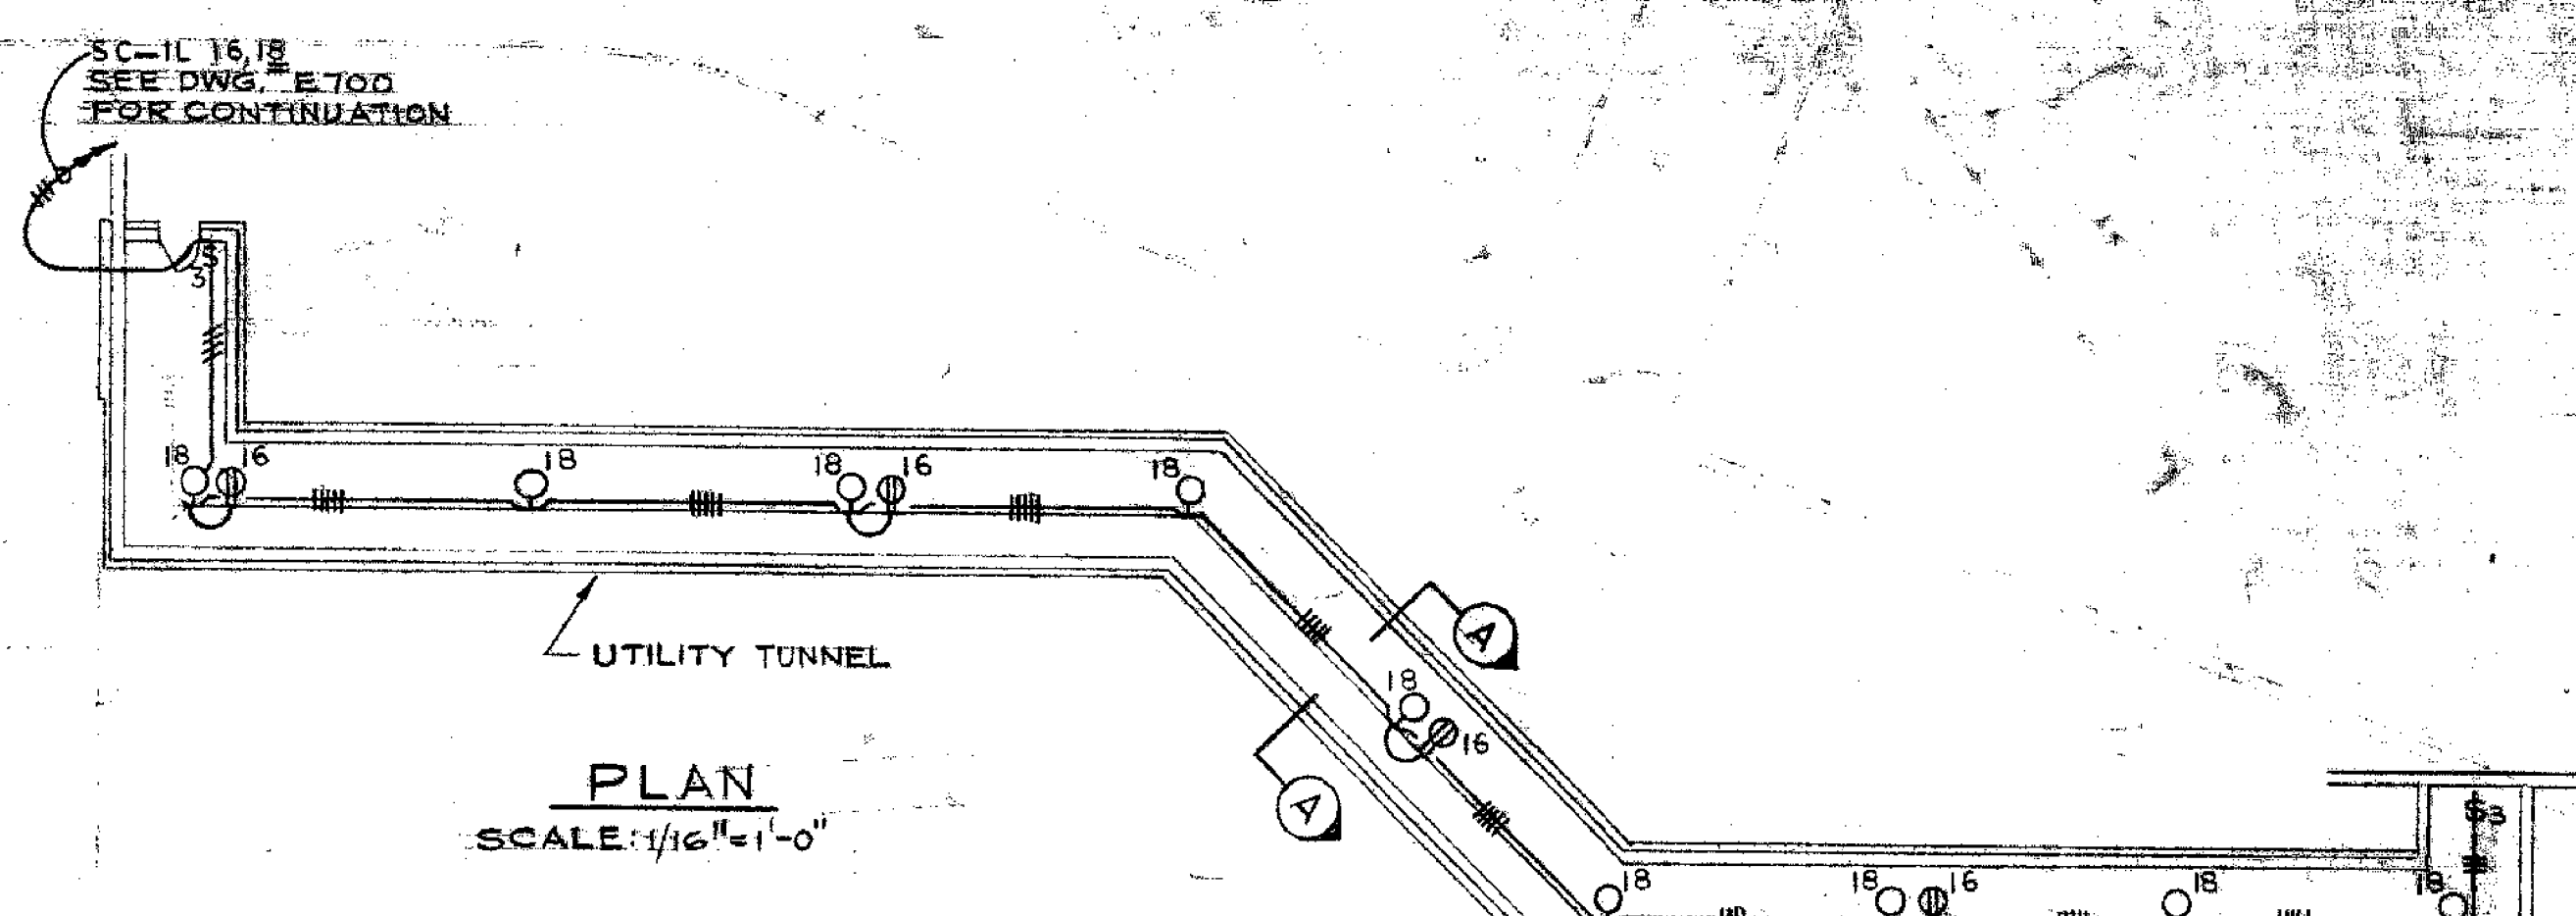 SC-1L 16,18
SEE DWG. E700
FOR CONTINUATION
S
3
18 16
18
18 16
18
UTILITY TUNNEL
A
18
16
A
PLAN
SCALE: 1/16"=1'-0"
S3
18
18 16
18
18